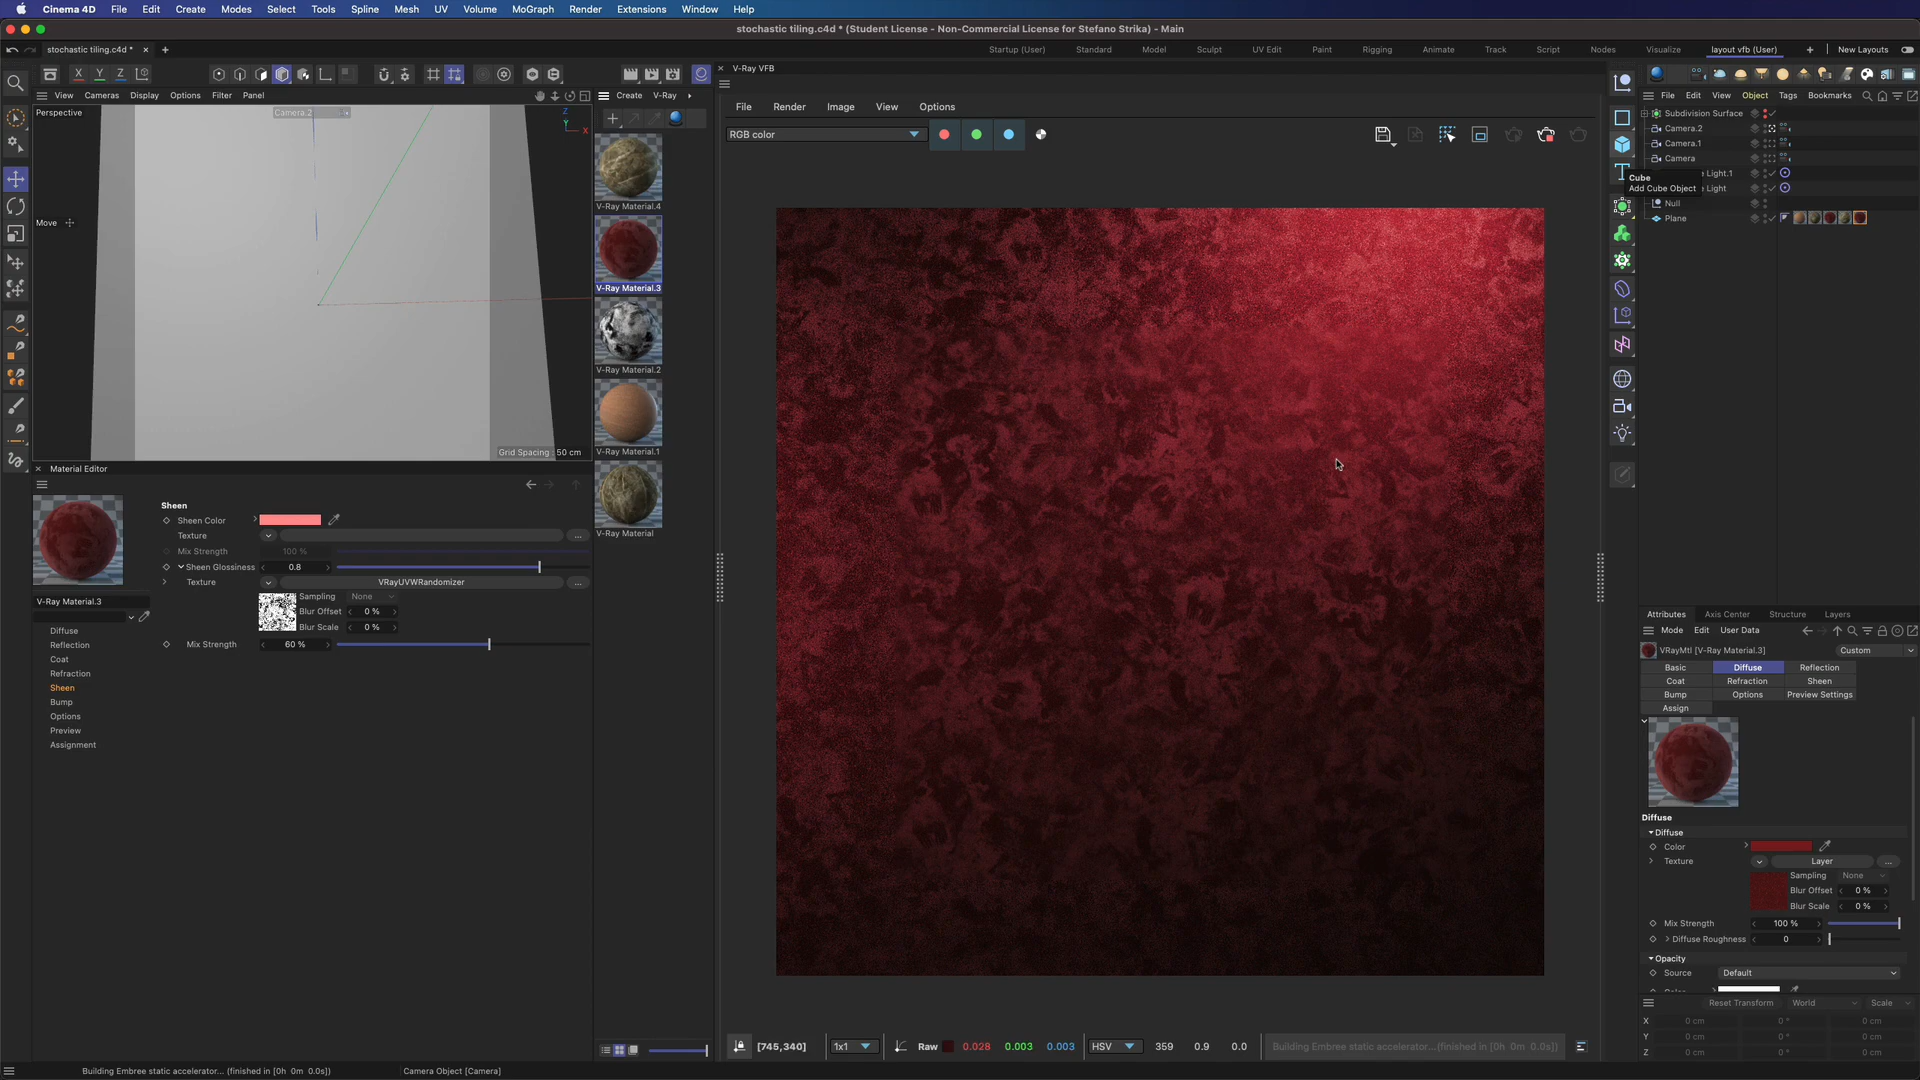 Cinema 4D File Edit Create Modes Select Tools Spline Mesh UV Volume MoGraph Render Extensions Window Help
stochastic tiling.c4d * (Student License - Non-Commercial License for Stefano Strika) - Main
stochastic tiling.c4d *
Startup (User) Standard Model Sculpt UV Edit Paint Rigging Animate Track Script Nodes Visualize layout vfb (User) New Layouts
X Y Z
View Cameras Display Options Filter Panel
Perspective
Camera.2
Z
Y
X
Move
Grid Spacing : 50 cm
Create V-Ray
V-Ray Material.4
V-Ray Material.3
V-Ray Material.2
V-Ray Material.1
V-Ray Material
V-Ray VFB
File Render Image View Options
RGB color
[745,340]
1x1
Raw 0.028 0.003 0.003
HSV 359 0.9 0.0
Building Embree static accelerator...(finished in [0h 0m 0.0s])
Material Editor
V-Ray Material.3
Diffuse
Reflection
Coat
Refraction
Sheen
Bump
Options
Preview
Assignment
Sheen
Sheen Color
Texture
Mix Strength 100 %
Sheen Glossiness 0.8
Texture VRayUVWRandomizer
Sampling None
Blur Offset 0 %
Blur Scale 0 %
Mix Strength 60 %
File Edit View Object Tags Bookmarks
Subdivision Surface
Camera.2
Camera.1
Camera
Light.1
Light
Null
Plane
Cube
Add Cube Object
Attributes Axis Center Structure Layers
Mode Edit User Data
VRayMtl [V-Ray Material.3] Custom
Basic Diffuse Reflection
Coat Refraction Sheen
Bump Options Preview Settings
Assign
Diffuse
Diffuse
Color
Texture Layer
Sampling None
Blur Offset 0 %
Blur Scale 0 %
Mix Strength 100 %
Diffuse Roughness 0
Opacity
Source Default
Reset Transform World Scale
X 0 cm 0 ° 0 cm
Y 0 cm 0 ° 0 cm
Z 0 cm 0 ° 0 cm
Building Embree static accelerator... (finished in [0h 0m 0.0s])
Camera Object [Camera]